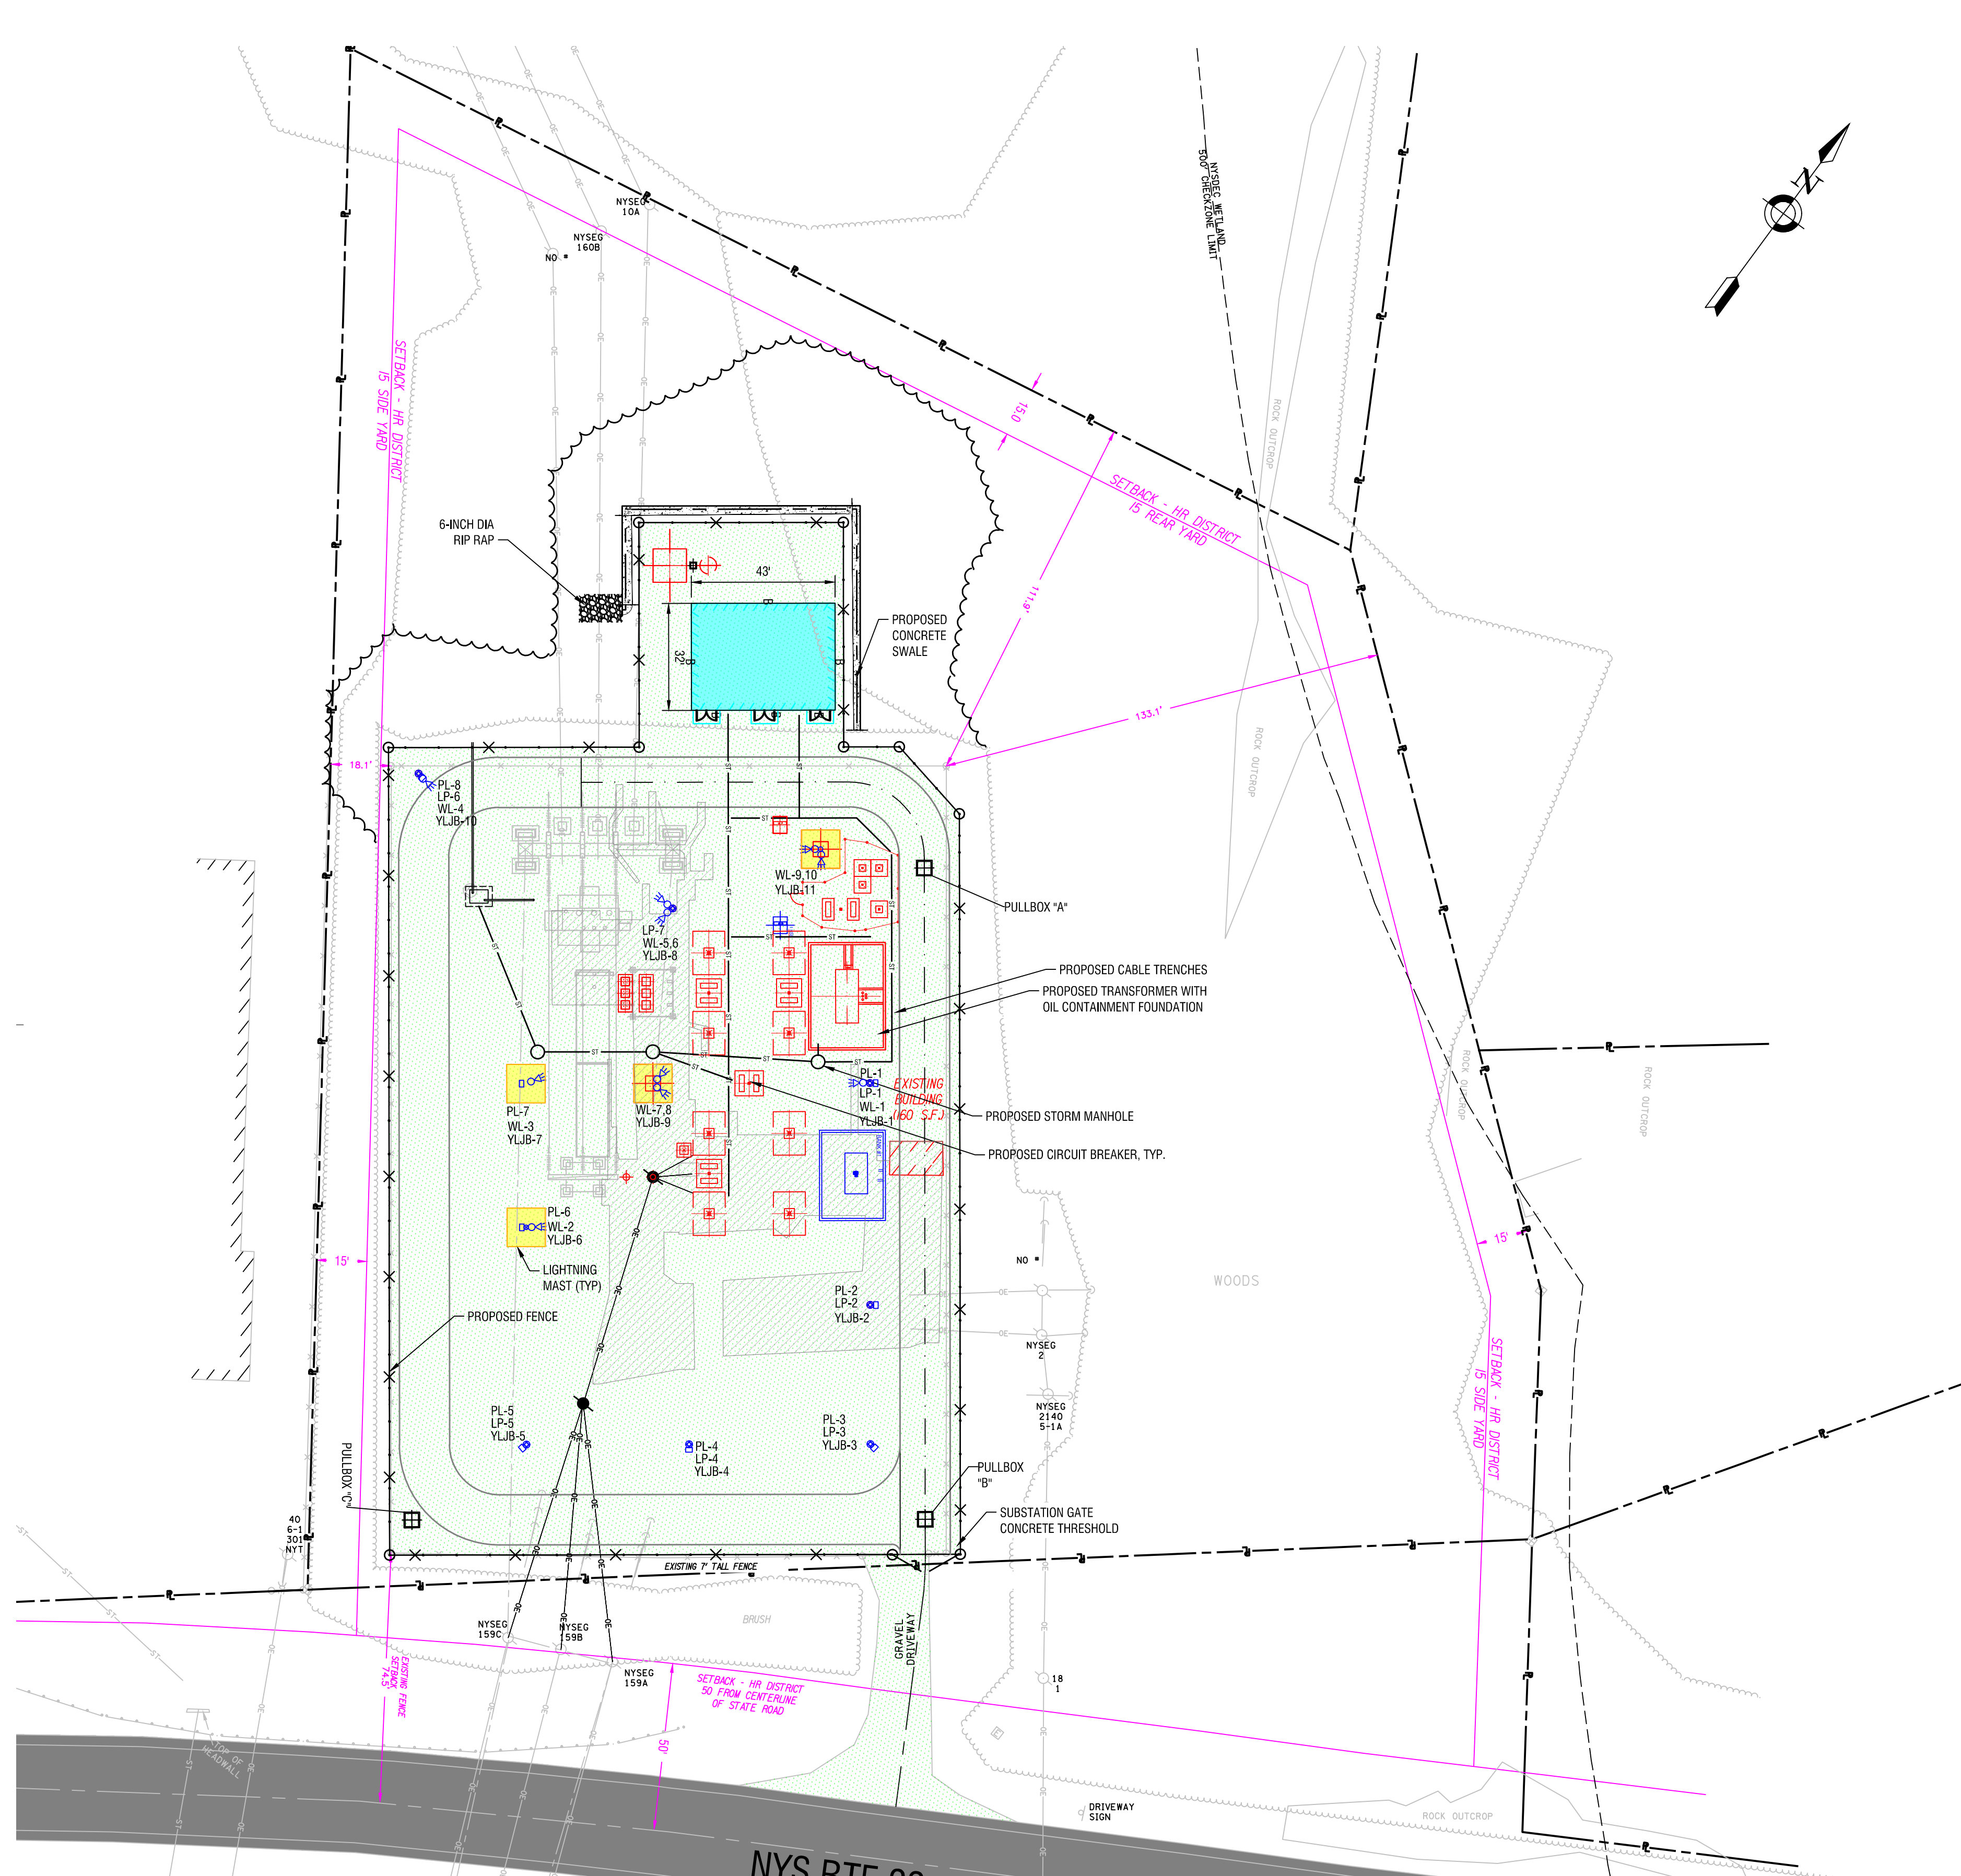 NYSEG
10A
NYSEG
160B
NO #
NYSDEC WETLAND
500' CHECKZONE LIMIT
N
SETBACK - HR DISTRICT
15 SIDE YARD
15.0
SETBACK - HR DISTRICT
15 REAR YARD
ROCK OUTCROP
111.9'
133.1'
6-INCH DIA
RIP RAP
43'
32'
PROPOSED
CONCRETE
SWALE
ROCK OUTCROP
18.1'
PL-8
LP-6
WL-4
YLJB-10
WL-9,10
YLJB-11
PULLBOX "A"
LP-7
WL-5,6
YLJB-8
PROPOSED CABLE TRENCHES
PROPOSED TRANSFORMER WITH
OIL CONTAINMENT FOUNDATION
PL-1
LP-1
WL-1
YLJB-1
EXISTING
BUILDING
(160 S.F.)
PL-7
WL-3
YLJB-7
WL-7,8
YLJB-9
PROPOSED STORM MANHOLE
PROPOSED CIRCUIT BREAKER, TYP.
ROCK OUTCROP
ROCK OUTCROP
PL-6
WL-2
YLJB-6
LIGHTNING
MAST (TYP)
15'
15'
NO #
WOODS
PL-2
LP-2
YLJB-2
PROPOSED FENCE
NYSEG
2
NYSEG
2140
5-1A
SETBACK - HR DISTRICT
15 SIDE YARD
PL-5
LP-5
YLJB-5
PL-4
LP-4
YLJB-4
PL-3
LP-3
YLJB-3
PULLBOX "C"
PULLBOX
"B"
SUBSTATION GATE
CONCRETE THRESHOLD
40
6-1
301
NYT
EXISTING 7' TALL FENCE
BRUSH
GRAVEL
DRIVEWAY
NYSEG
159C
NYSEG
159B
NYSEG
159A
EXISTING FENCE
SETBACK
74.5'
SETBACK - HR DISTRICT
50 FROM CENTERLINE
OF STATE ROAD
50'
18
1
TOP OF
HEADWALL
DRIVEWAY
SIGN
ROCK OUTCROP
NYS RTE